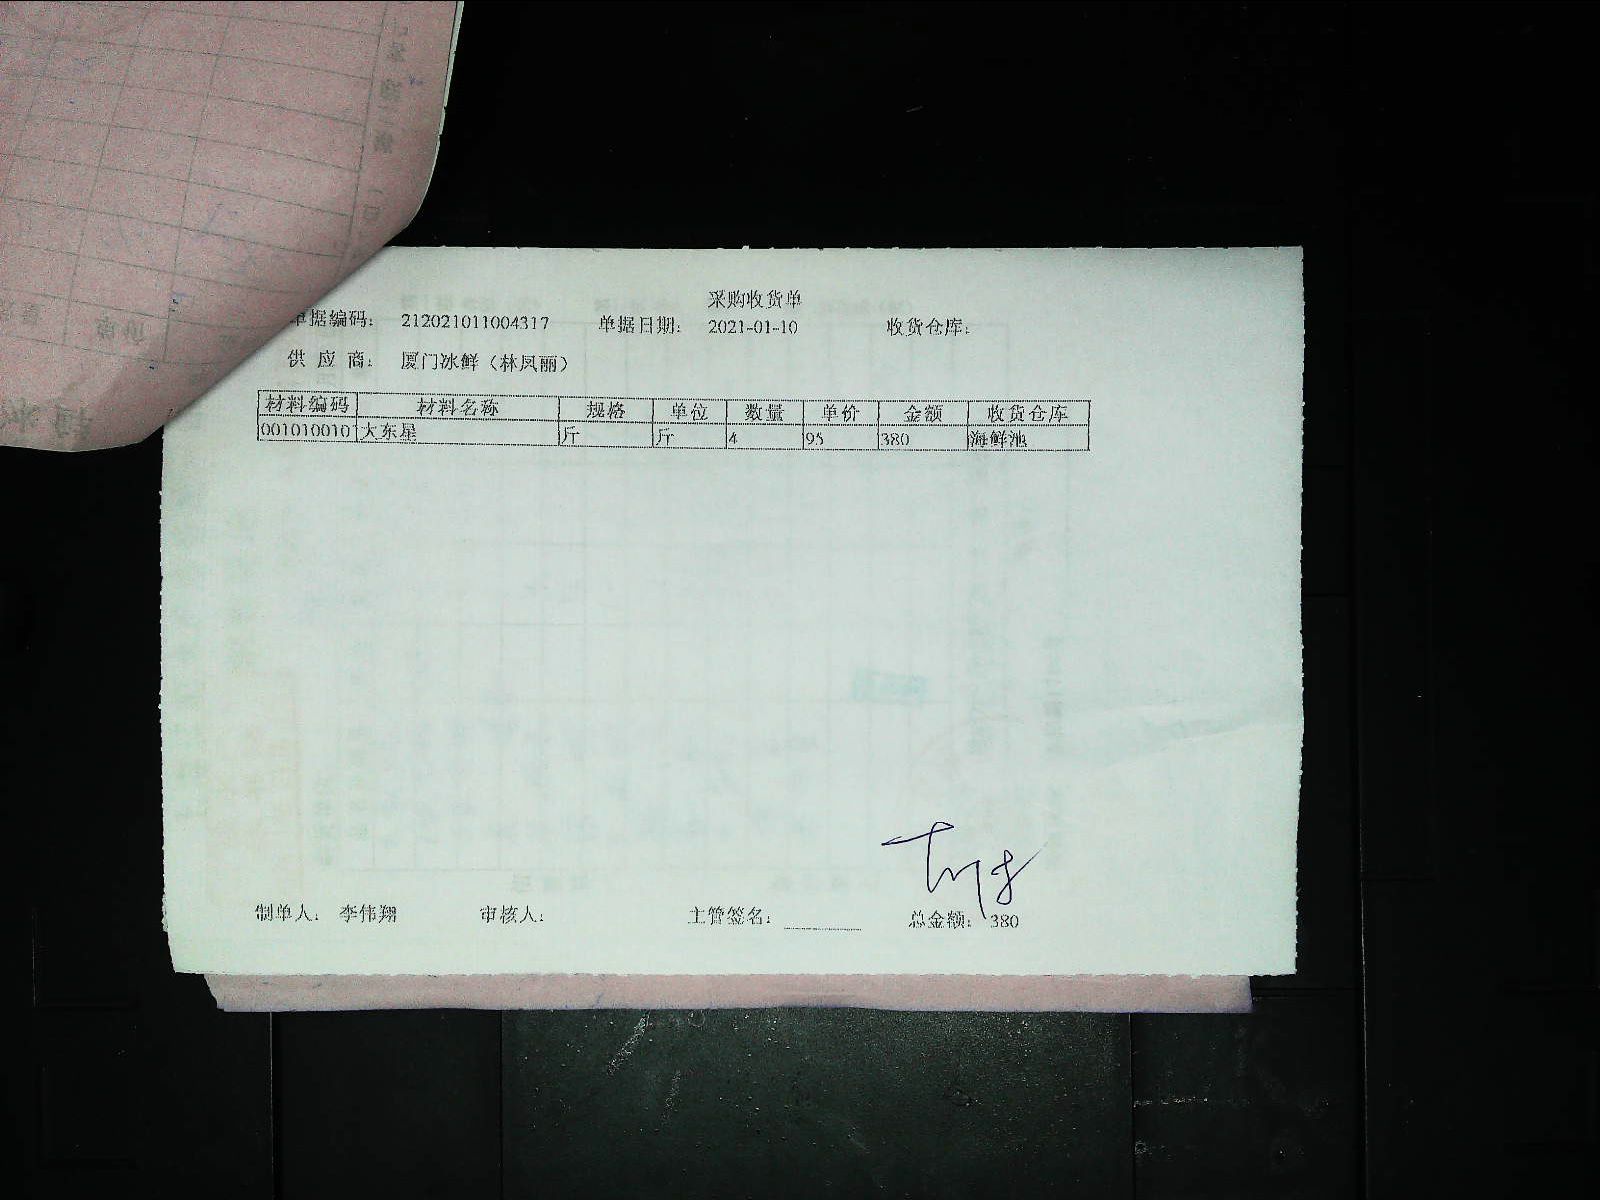 采购收货单
单据编码： 212021011004317 单据日期： 2021-01-10 收货仓库：
供 应 商： 厦门冰鲜（林凤丽）
材料编码 材料名称 规格 单位 数量 单价 金额 收货仓库
001010010 大东星 斤 斤 4 95 380 海鲜池
制单人： 李伟翔 审核人： 主管签名： 总金额： 380